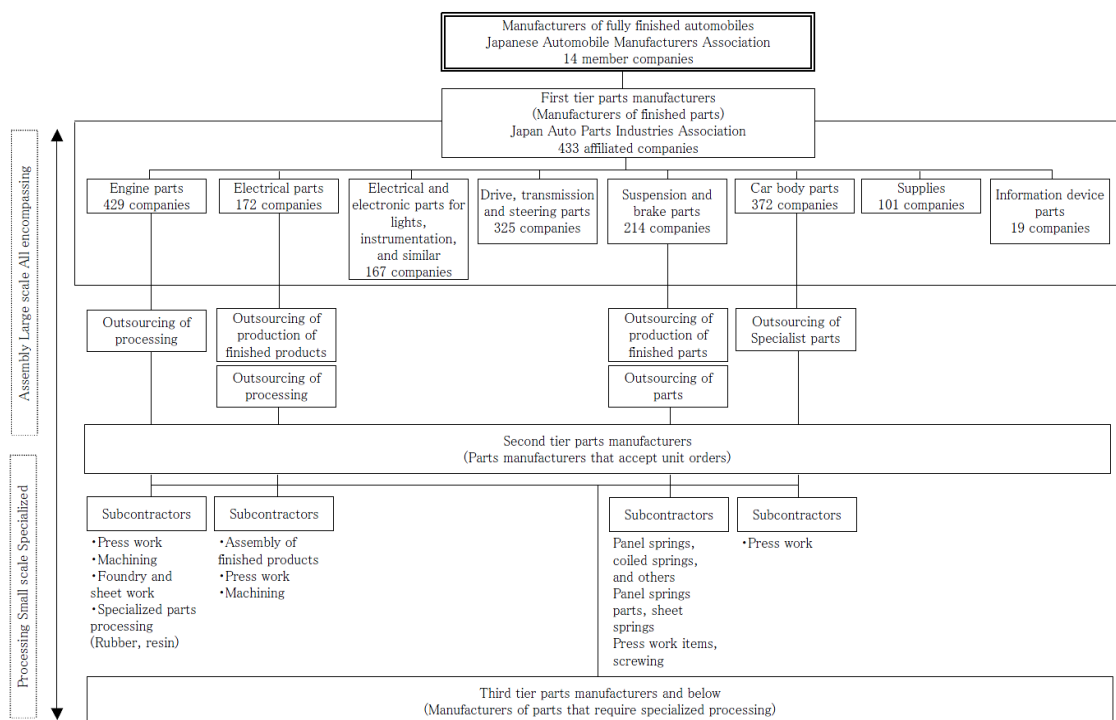 Manufacturers of fully finished automobiles
Japanese Automobile Manufacturers Association
14 member companies
First tier parts manufacturers
(Manufacturers of finished parts)
Japan Auto Parts Industries Association
433 affiliated companies
Assembly Large scale All encompassing
Engine parts
429 companies
Electrical parts
172 companies
Electrical and
electronic parts for
lights,
instrumentation,
and similar
167 companies
Drive, transmission
and steering parts
325 companies
Suspension and
brake parts
214 companies
Car body parts
372 companies
Supplies
101 companies
Information device
parts
19 companies
Outsourcing of
processing
Outsourcing of
production of
finished products
Outsourcing of
processing
Outsourcing of
production of
finished parts
Outsourcing of
parts
Outsourcing of
Specialist parts
Second tier parts manufacturers
(Parts manufacturers that accept unit orders)
Processing Small scale Specialized
Subcontractors
・Press work
・Machining
・Foundry and
sheet work
・Specialized parts
processing
(Rubber, resin)
Subcontractors
・Assembly of
finished products
・Press work
・Machining
Subcontractors
Panel springs,
coiled springs,
and others
Panel springs
parts, sheet
springs
Press work items,
screwing
Subcontractors
・Press work
Third tier parts manufacturers and below
(Manufacturers of parts that require specialized processing)